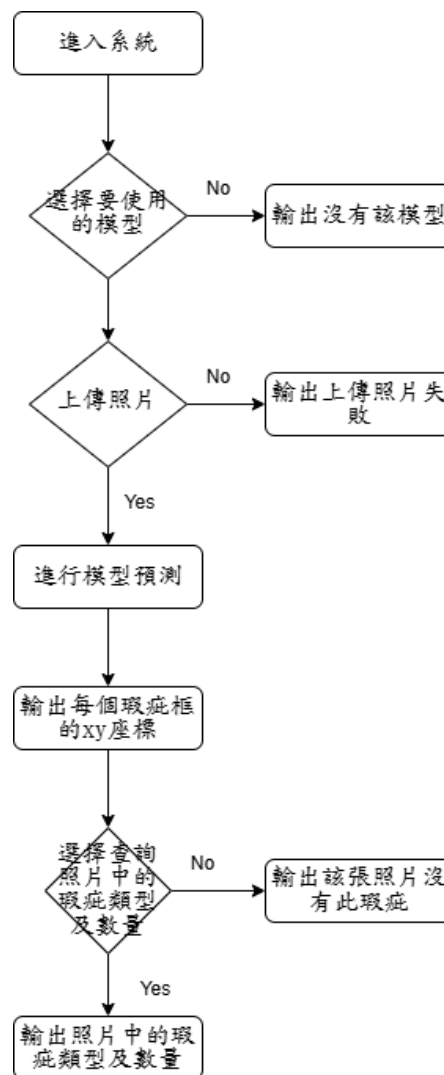 進入系統
選擇要使用
的模型
No
輸出沒有該模型
上傳照片
No
輸出上傳照片失
敗
Yes
進行模型預測
輸出每個瑕疵框
的xy座標
選擇查詢
照片中的
瑕疵類型
及數量
No
輸出該張照片沒
有此瑕疵
Yes
輸出照片中的瑕
疵類型及數量